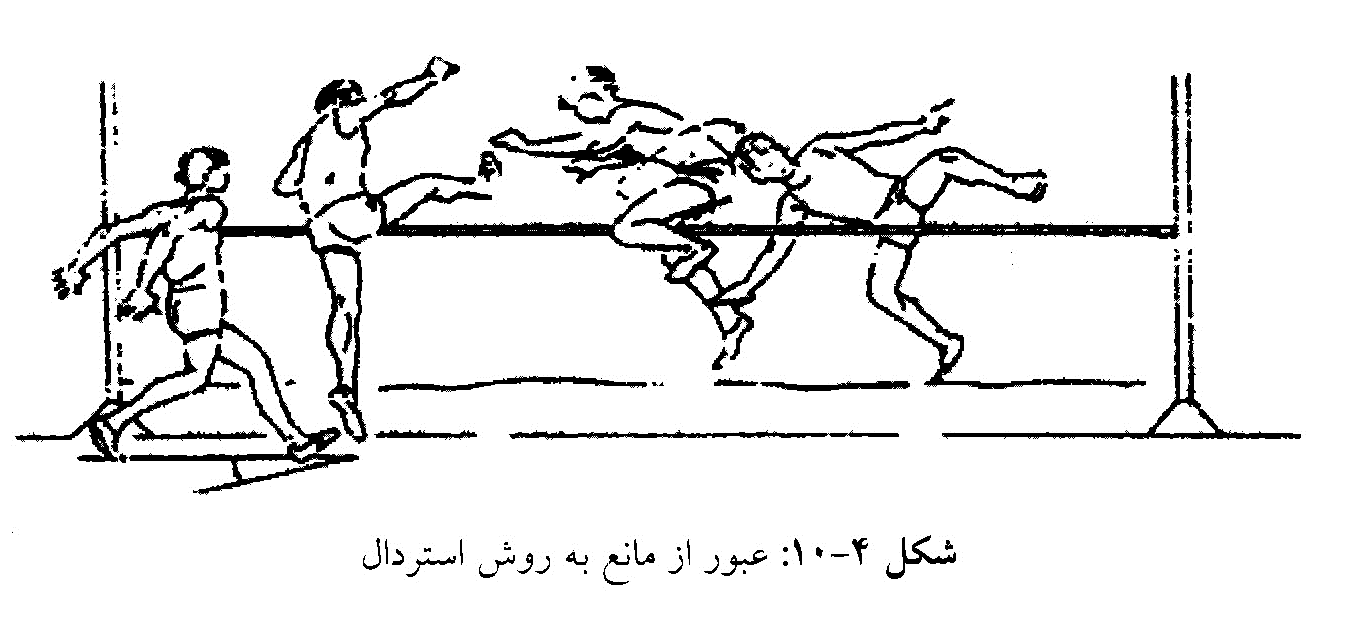 شکل ۴-۱۰: عبور از مانع به روش استردال